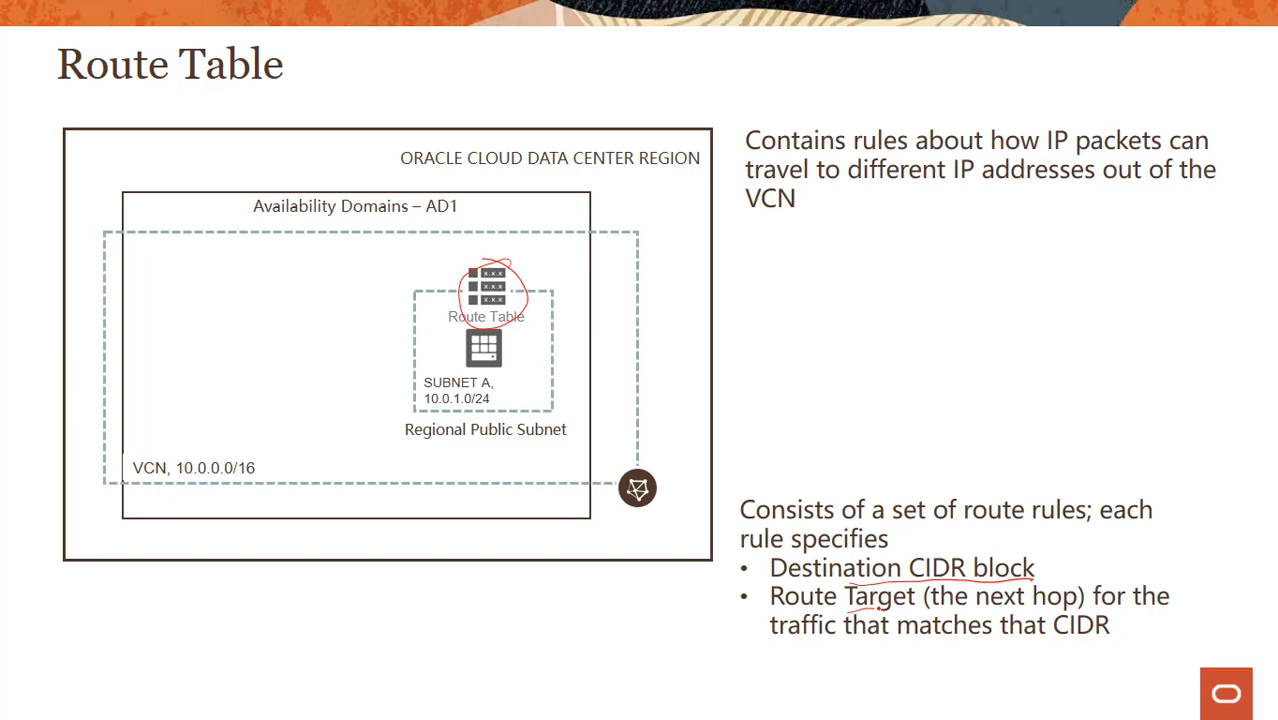 Route Table
ORACLE CLOUD DATA CENTER REGION
Availability Domains – AD1
x.x.x
x.x.x
x.x.x
Route Table
SUBNET A,
10.0.1.0/24
Regional Public Subnet
VCN, 10.0.0.0/16
Contains rules about how IP packets can
travel to different IP addresses out of the
VCN
Consists of a set of route rules; each
rule specifies
• Destination CIDR block
• Route Target (the next hop) for the
traffic that matches that CIDR